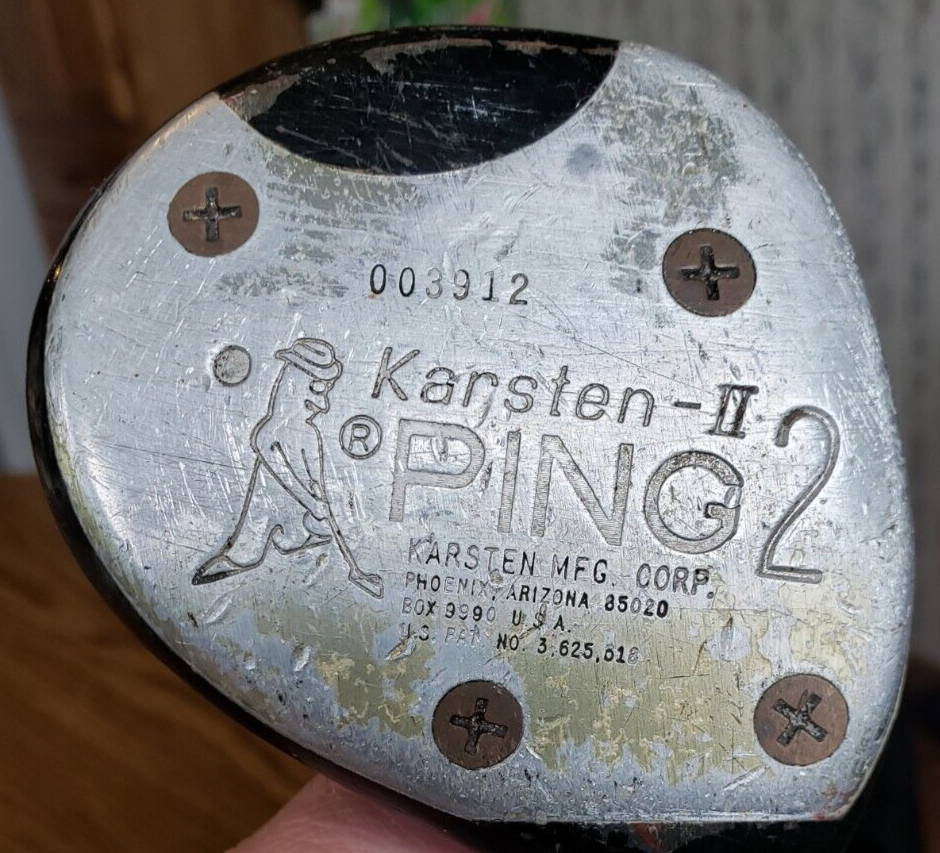 003912
Karsten-II
® PING 2
KARSTEN MFG. CORP.
PHOENIX, ARIZONA 85020
BOX 9990 U.S.A.
U.S. PAT. NO. 3,625,518